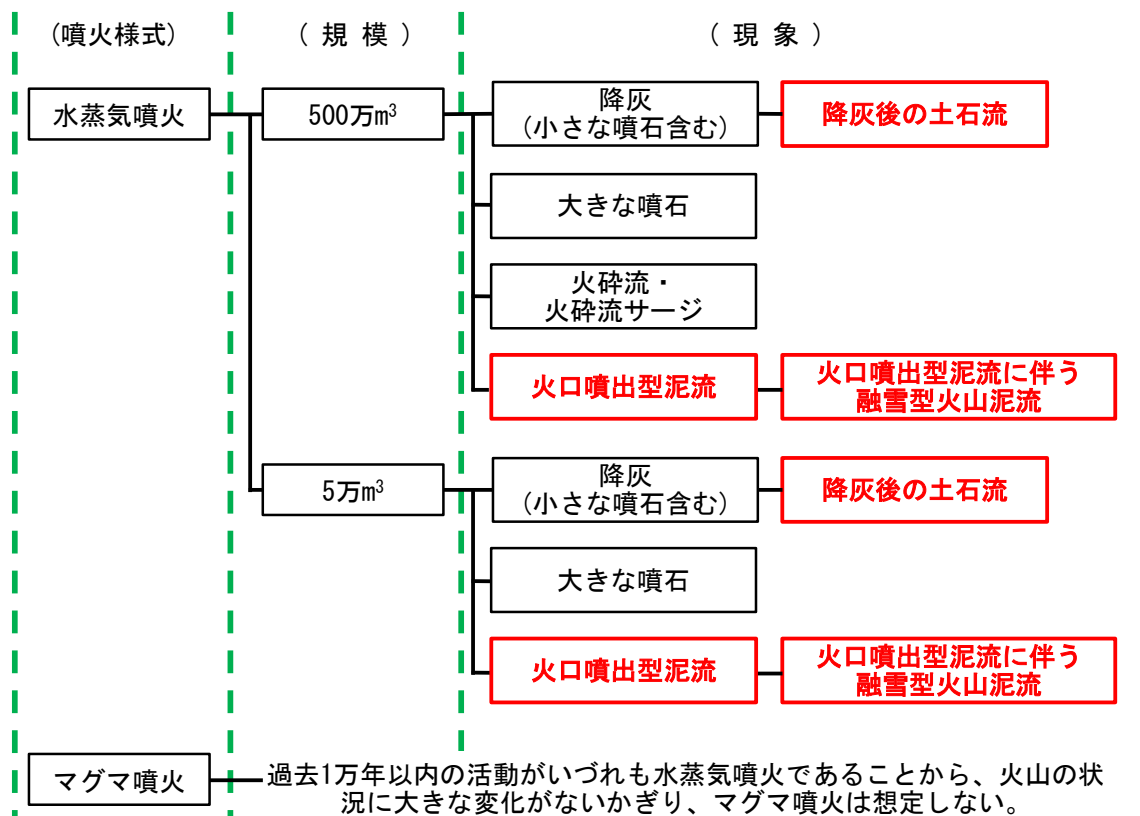 (噴火様式)
( 規 模 )
( 現 象 )
水蒸気噴火
500万m³
降灰
(小さな噴石含む)
降灰後の土石流
大きな噴石
火砕流・
火砕流サージ
火口噴出型泥流
火口噴出型泥流に伴う
融雪型火山泥流
5万m³
降灰
(小さな噴石含む)
降灰後の土石流
大きな噴石
火口噴出型泥流
火口噴出型泥流に伴う
融雪型火山泥流
マグマ噴火
過去1万年以内の活動がいづれも水蒸気噴火であることから、火山の状
況に大きな変化がないかぎり、マグマ噴火は想定しない。